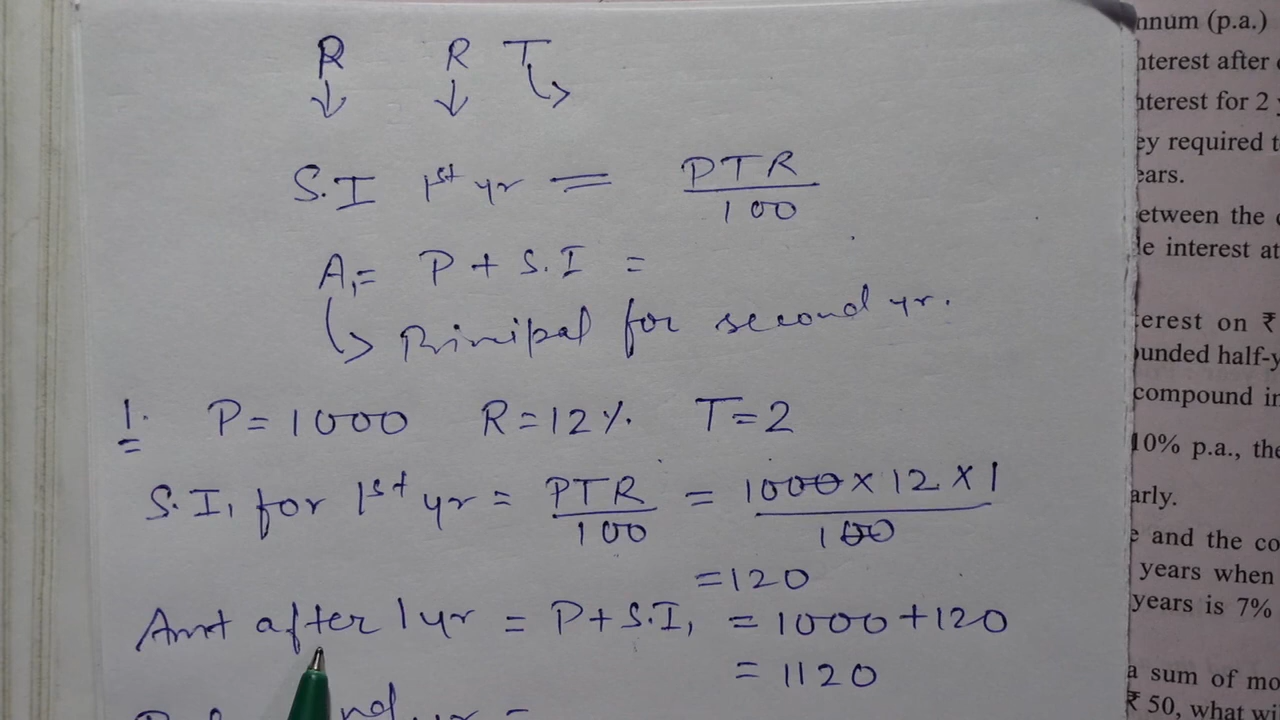 R R T
S.I 1st yr = PTR/100
A₁= P + S.I =
↳ Prinipal for second yr.
1. P=1000 R=12%. T=2
S.I₁ for 1st yr = PTR/100 = 1000×12×1/100
=120
Amt after 1yr = P+S.I₁ = 1000+120
= 1120
nd yr =
nnum (p.a.)
nterest after
nterest for 2
ey required t
ears.
etween the
le interest at
erest on ₹
ounded half-y
compound in
10% p.a., the
arly.
e and the co
years when
years is 7%
a sum of mo
₹ 50, what wi